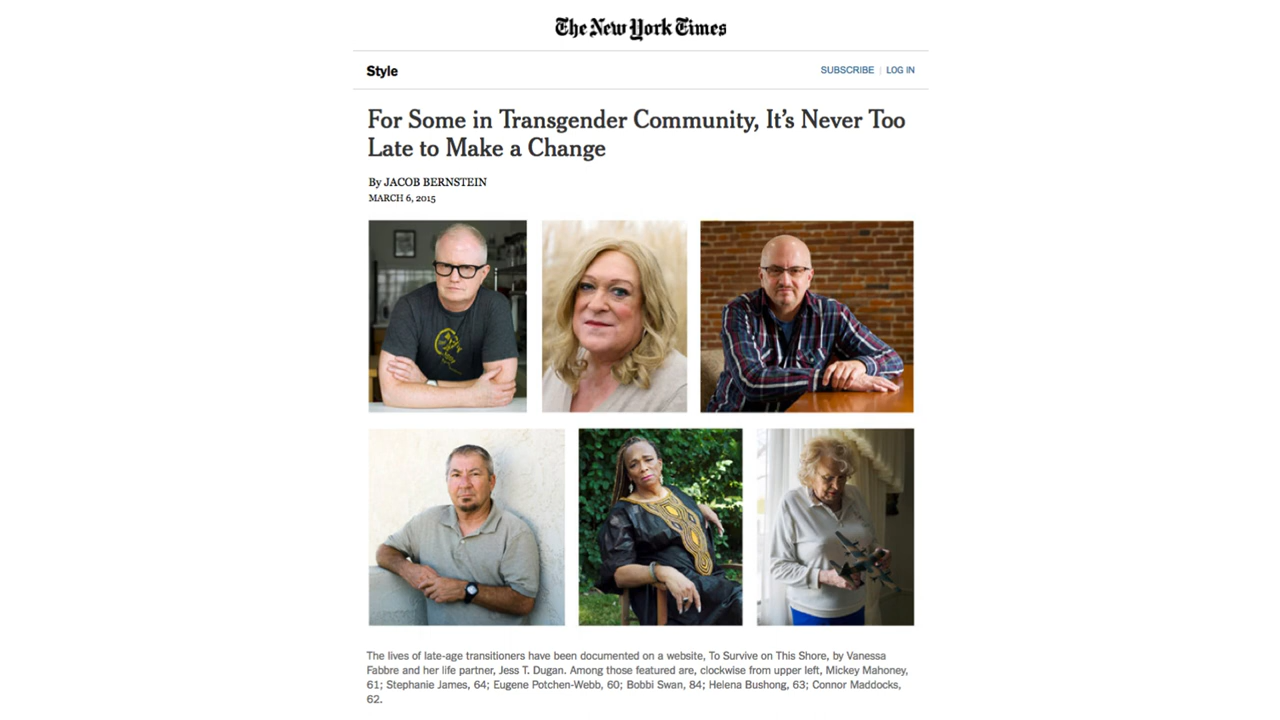 The New York Times
Style
SUBSCRIBE | LOG IN
For Some in Transgender Community, It's Never Too
Late to Make a Change
By JACOB BERNSTEIN
MARCH 6, 2015
The lives of late-age transitioners have been documented on a website, To Survive on This Shore, by Vanessa
Fabbre and her life partner, Jess T. Dugan. Among those featured are, clockwise from upper left, Mickey Mahoney,
61; Stephanie James, 64; Eugene Potchen-Webb, 60; Bobbi Swan, 84; Helena Bushong, 63; Connor Maddocks,
62.